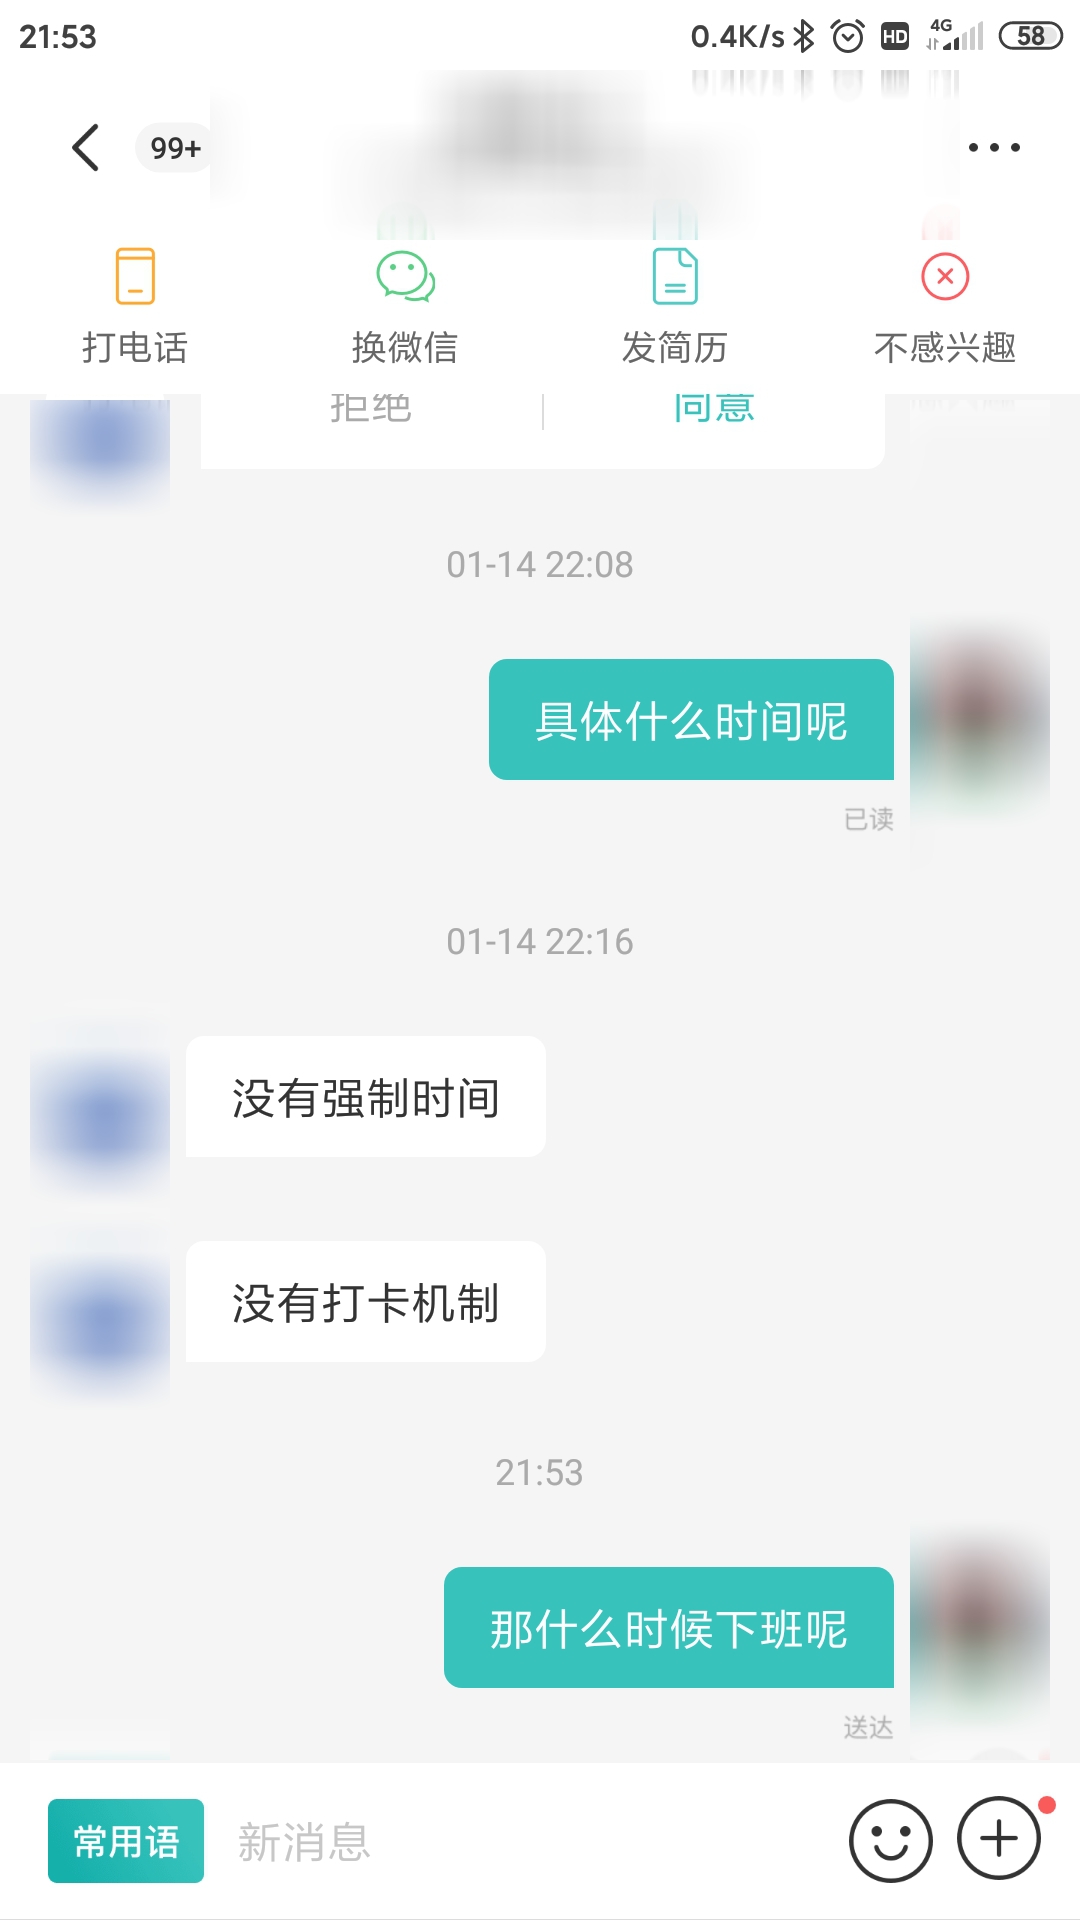 21:53
0.4K/s HD 4G 58
99+
打电话 换微信 发简历 不感兴趣
拒绝 同意
01-14 22:08
具体什么时间呢
已读
01-14 22:16
没有强制时间
没有打卡机制
21:53
那什么时候下班呢
送达
常用语 新消息